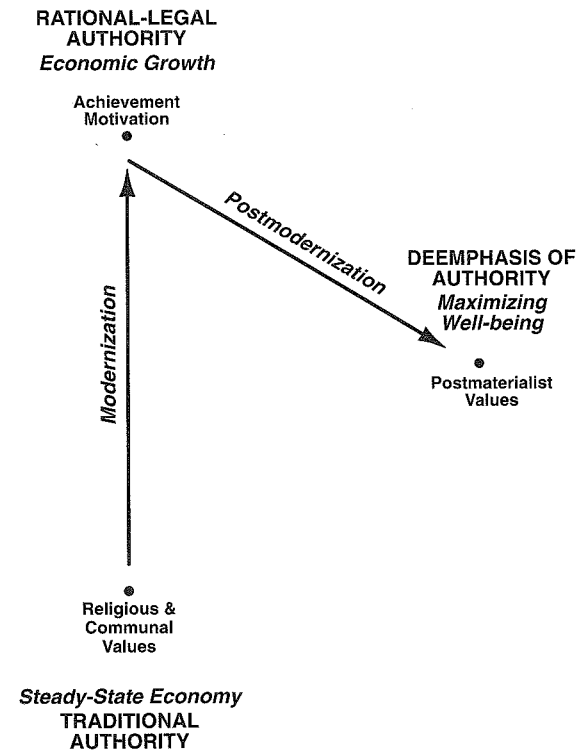 RATIONAL-LEGAL
AUTHORITY
Economic Growth
Achievement
Motivation
Postmodernization
DEEMPHASIS OF
AUTHORITY
Maximizing
Well-being
Postmaterialist
Values
Modernization
Religious &
Communal
Values
Steady-State Economy
TRADITIONAL
AUTHORITY